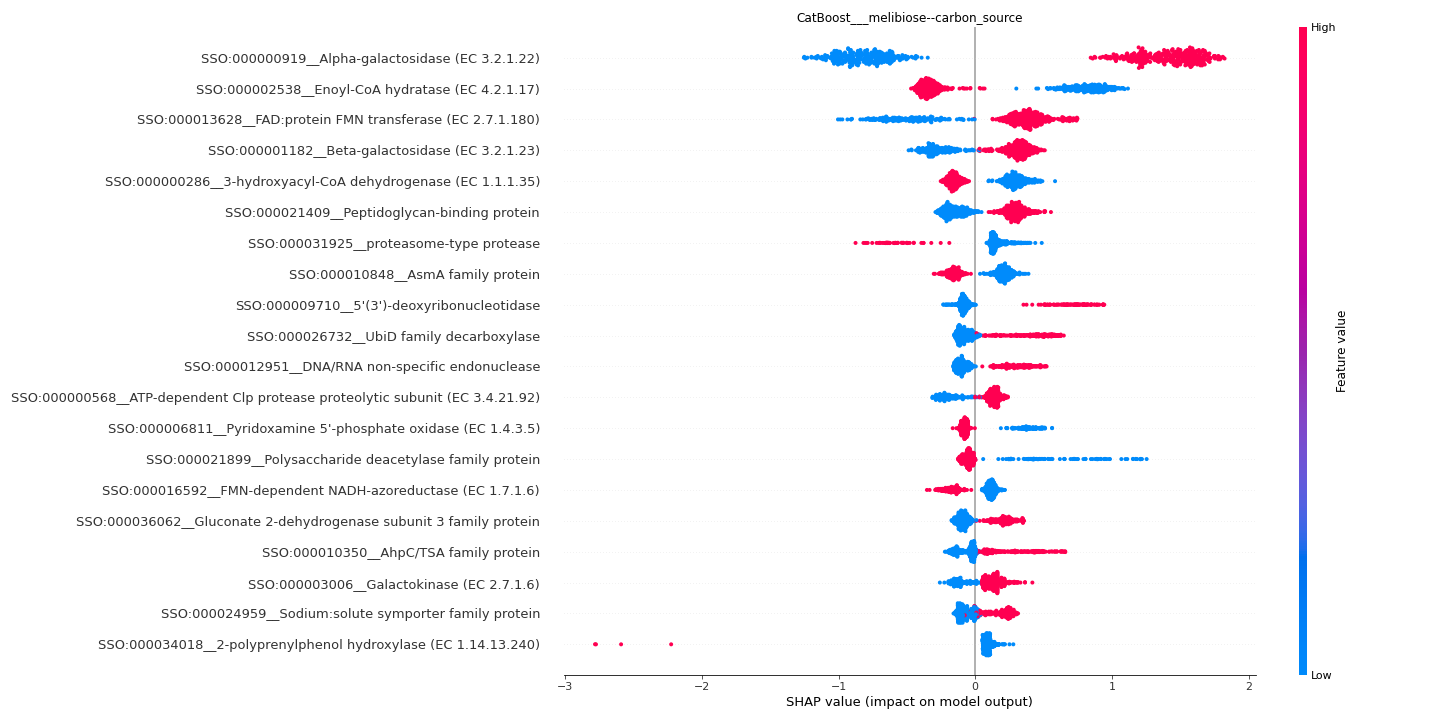 CatBoost___melibiose--carbon_source
SSO:000000919__Alpha-galactosidase (EC 3.2.1.22)
SSO:000002538__Enoyl-CoA hydratase (EC 4.2.1.17)
SSO:000013628__FAD:protein FMN transferase (EC 2.7.1.180)
SSO:000001182__Beta-galactosidase (EC 3.2.1.23)
SSO:000000286__3-hydroxyacyl-CoA dehydrogenase (EC 1.1.1.35)
SSO:000021409__Peptidoglycan-binding protein
SSO:000031925__proteasome-type protease
SSO:000010848__AsmA family protein
SSO:000009710__5'(3')-deoxyribonucleotidase
SSO:000026732__UbiD family decarboxylase
SSO:000012951__DNA/RNA non-specific endonuclease
SSO:000000568__ATP-dependent Clp protease proteolytic subunit (EC 3.4.21.92)
SSO:000006811__Pyridoxamine 5'-phosphate oxidase (EC 1.4.3.5)
SSO:000021899__Polysaccharide deacetylase family protein
SSO:000016592__FMN-dependent NADH-azoreductase (EC 1.7.1.6)
SSO:000036062__Gluconate 2-dehydrogenase subunit 3 family protein
SSO:000010350__AhpC/TSA family protein
SSO:000003006__Galactokinase (EC 2.7.1.6)
SSO:000024959__Sodium:solute symporter family protein
SSO:000034018__2-polyprenylphenol hydroxylase (EC 1.14.13.240)
−3 −2 −1 0 1 2
SHAP value (impact on model output)
High
Feature value
Low